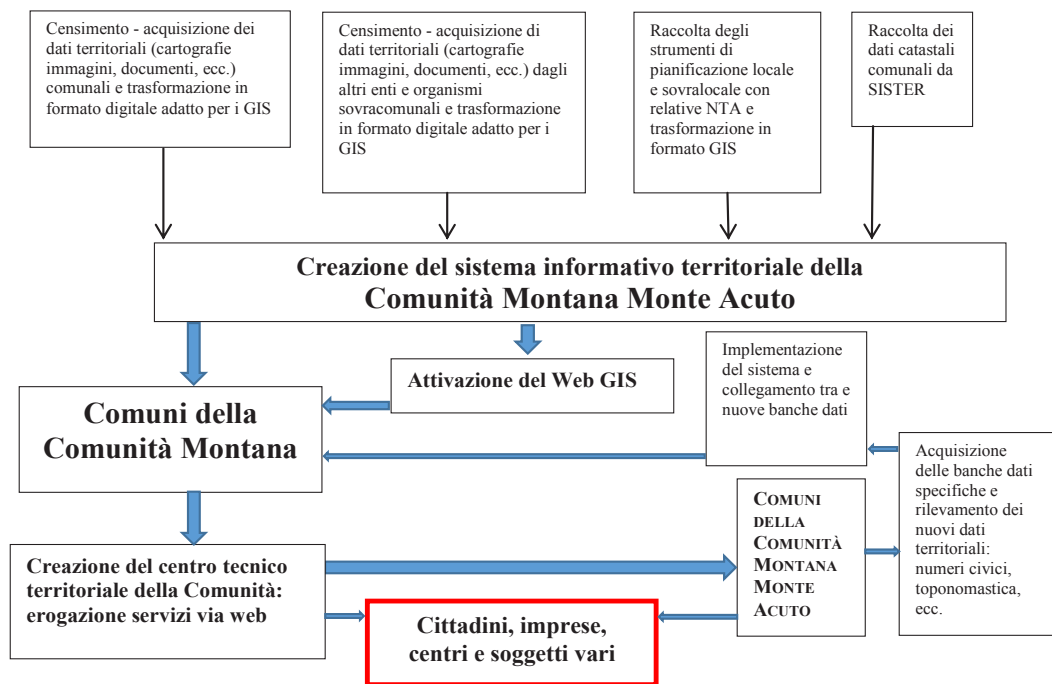 Censimento - acquisizione dei
dati territoriali (cartografie
immagini, documenti, ecc.)
comunali e trasformazione in
formato digitale adatto per i GIS
Censimento - acquisizione di
dati territoriali (cartografie
immagini, documenti, ecc.) dagli
altri enti e organismi
sovracomunali e trasformazione
in formato digitale adatto per i
GIS
Raccolta degli
strumenti di
pianificazione locale
e sovralocale con
relative NTA e
trasformazione in
formato GIS
Raccolta dei
dati catastali
comunali da
SISTER
Creazione del sistema informativo territoriale della
Comunità Montana Monte Acuto
Attivazione del Web GIS
Implementazione
del sistema e
collegamento tra e
nuove banche dati
Comuni della
Comunità Montana
Acquisizione
delle banche dati
specifiche e
rilevamento dei
nuovi dati
territoriali:
numeri civici,
toponomastica,
ecc.
COMUNI
DELLA
COMUNITÀ
MONTANA
MONTE
ACUTO
Creazione del centro tecnico
territoriale della Comunità:
erogazione servizi via web
Cittadini, imprese,
centri e soggetti vari